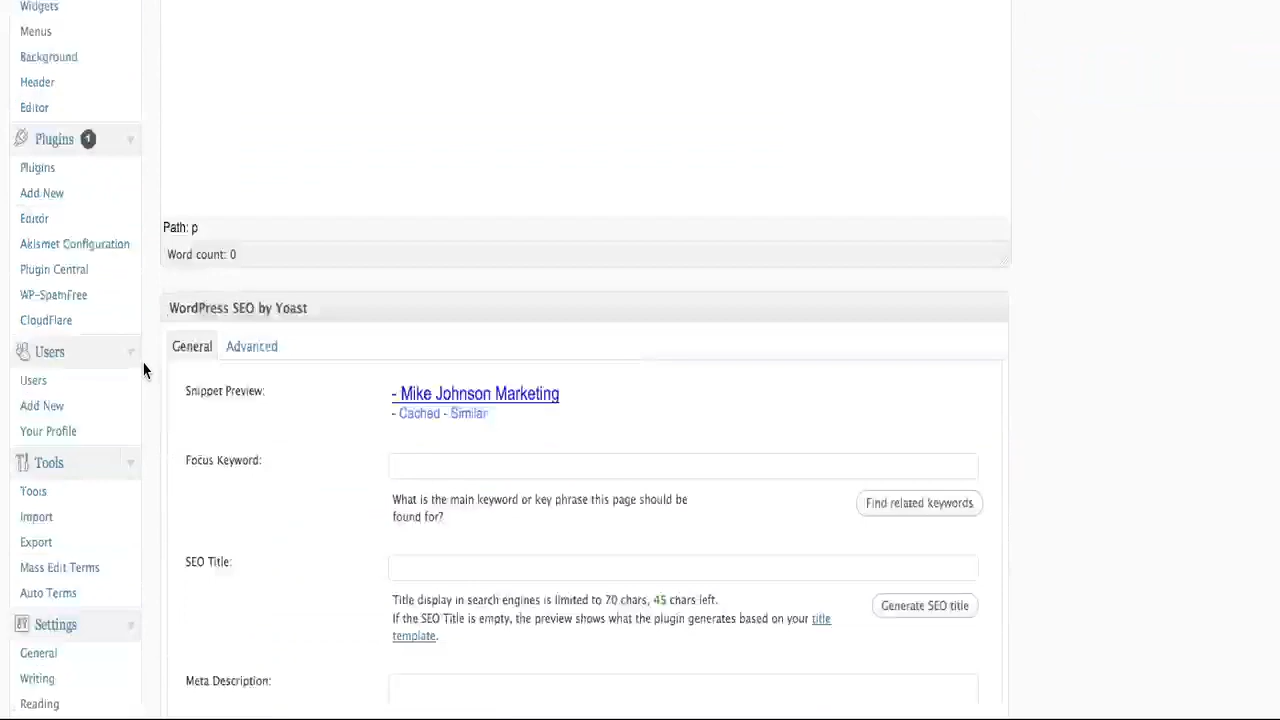 Widgets
Menus
Background
Header
Editor
Plugins 1
Plugins
Add New
Editor
Akismet Configuration
Plugin Central
WP-SpamFree
CloudFlare
Users
Users
Add New
Your Profile
Tools
Tools
Import
Export
Mass Edit Terms
Auto Terms
Settings
General
Writing
Reading
Path: p
Word count: 0
WordPress SEO by Yoast
General Advanced
Snippet Preview:
- Mike Johnson Marketing
- Cached - Similar
Focus Keyword:
What is the main keyword or key phrase this page should be
found for?
Find related keywords
SEO Title:
Title display in search engines is limited to 70 chars, 45 chars left.
If the SEO Title is empty, the preview shows what the plugin generates based on your title
template.
Generate SEO title
Meta Description: